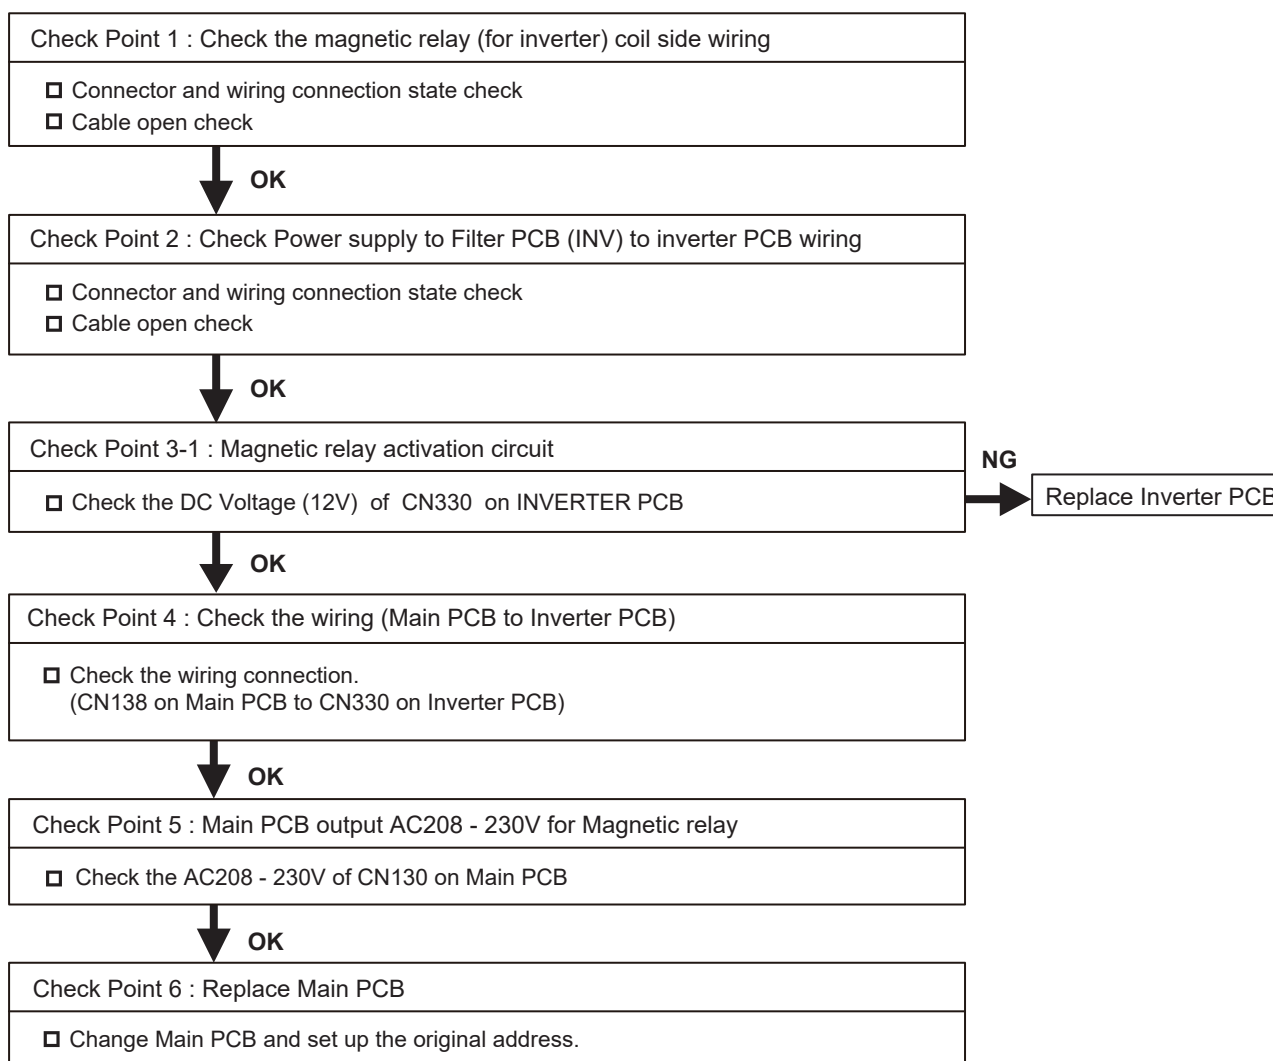 Check Point 1 : Check the magnetic relay (for inverter) coil side wiring
Connector and wiring connection state check
Cable open check
OK
Check Point 2 : Check Power supply to Filter PCB (INV) to inverter PCB wiring
Connector and wiring connection state check
Cable open check
OK
Check Point 3-1 : Magnetic relay activation circuit
Check the DC Voltage (12V) of CN330 on INVERTER PCB
NG
Replace Inverter PCB
OK
Check Point 4 : Check the wiring (Main PCB to Inverter PCB)
Check the wiring connection.
(CN138 on Main PCB to CN330 on Inverter PCB)
OK
Check Point 5 : Main PCB output AC208 - 230V for Magnetic relay
Check the AC208 - 230V of CN130 on Main PCB
OK
Check Point 6 : Replace Main PCB
Change Main PCB and set up the original address.